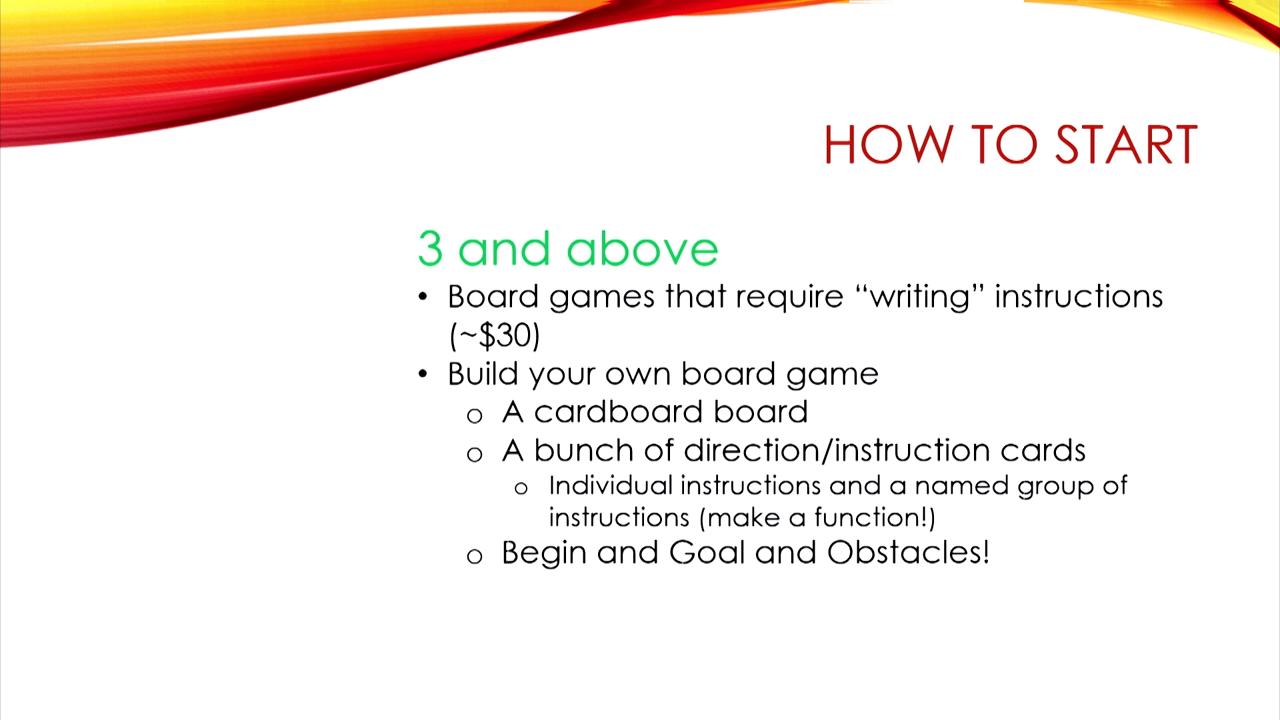 HOW TO START
3 and above
• Board games that require “writing” instructions
(~$30)
• Build your own board game
o A cardboard board
o A bunch of direction/instruction cards
o Individual instructions and a named group of
instructions (make a function!)
o Begin and Goal and Obstacles!